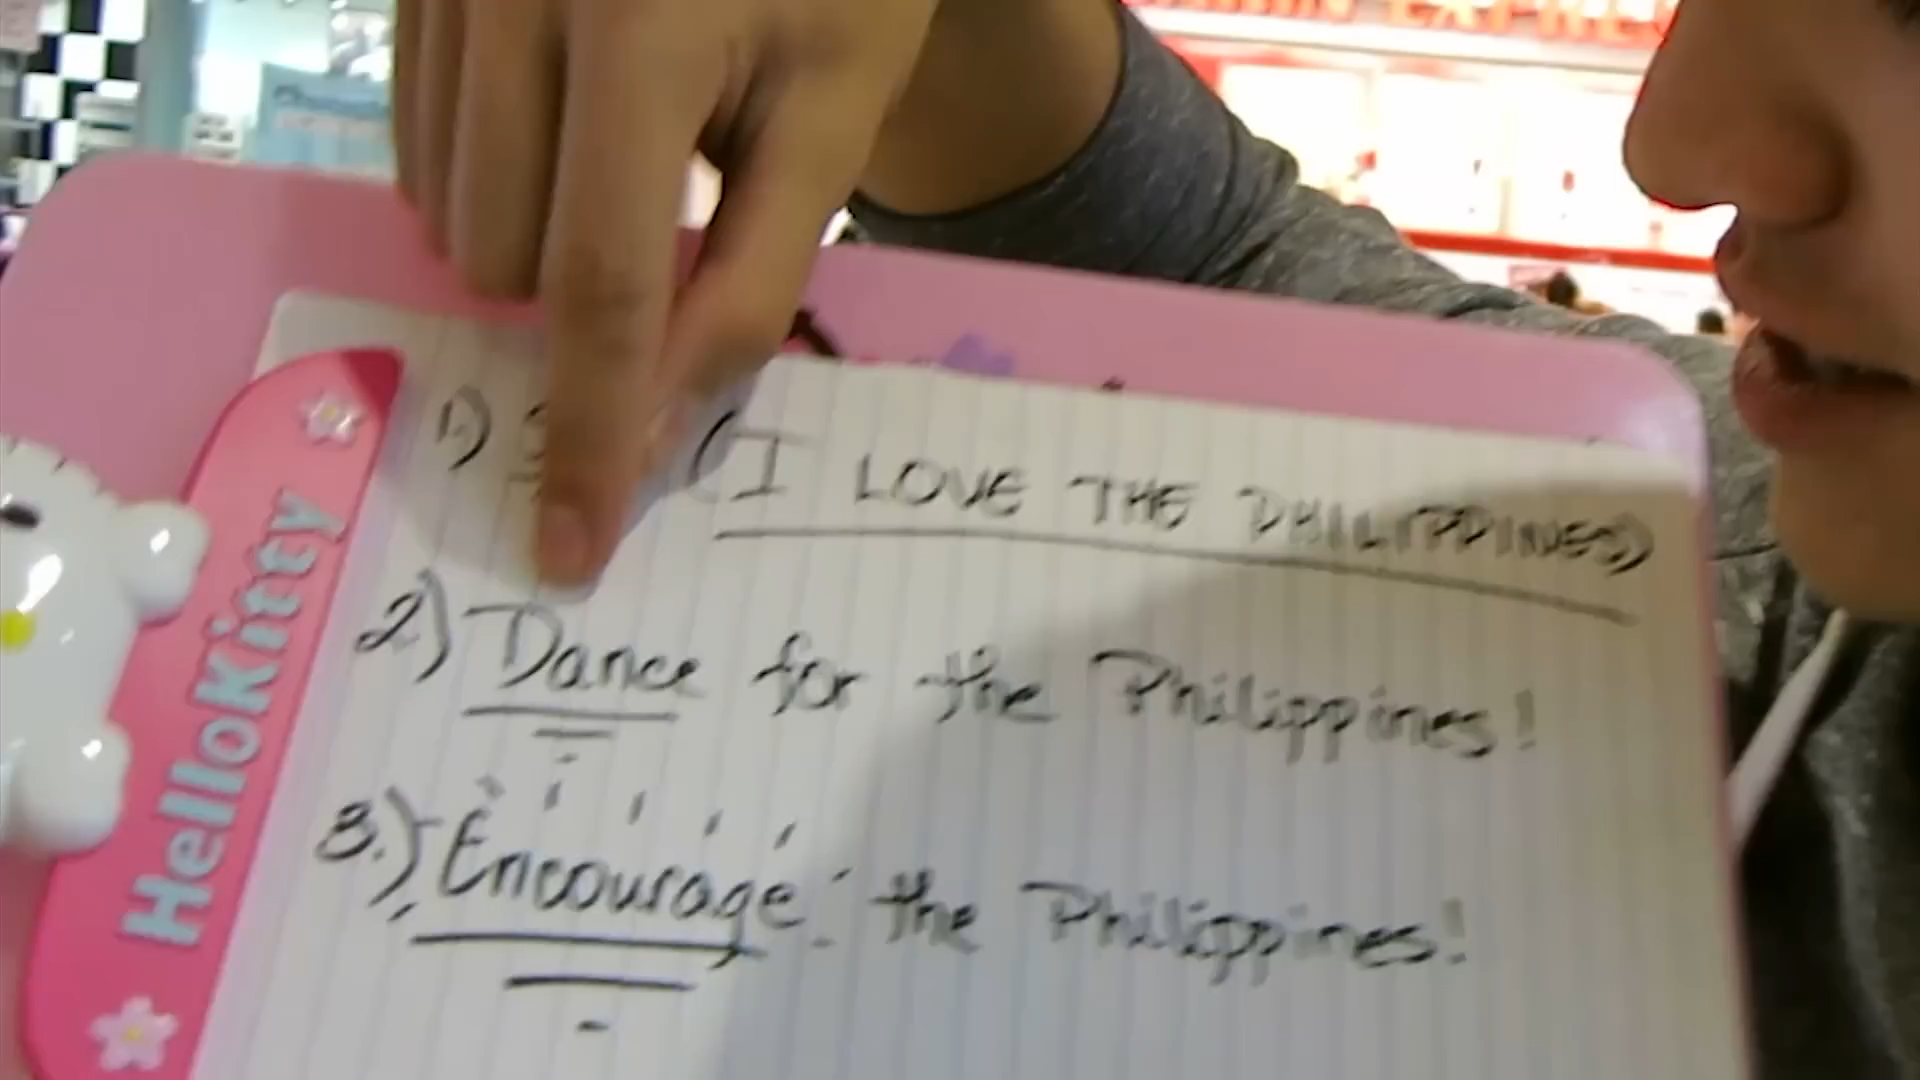 1.) (I LOVE THE PHILIPPINES)
2.) Dance for the Philippines!
3.) Encourage: the Philippines!
HelloKitty